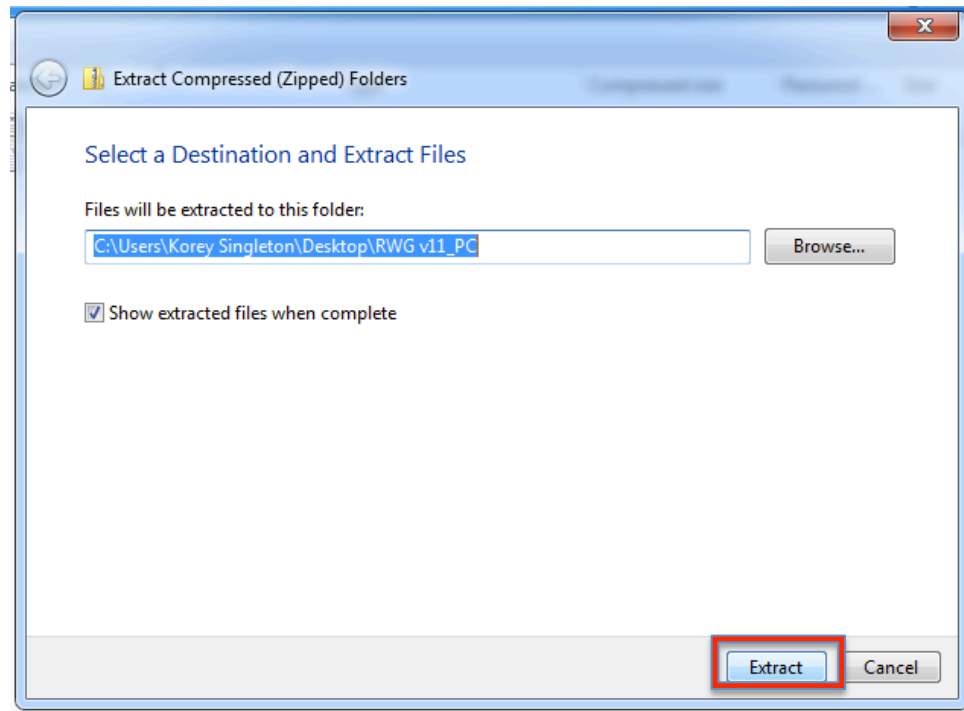 X
Extract Compressed (Zipped) Folders
Select a Destination and Extract Files
Files will be extracted to this folder:
C:\Users\Korey Singleton\Desktop\RWG v11_PC
Browse...
Show extracted files when complete
Extract
Cancel